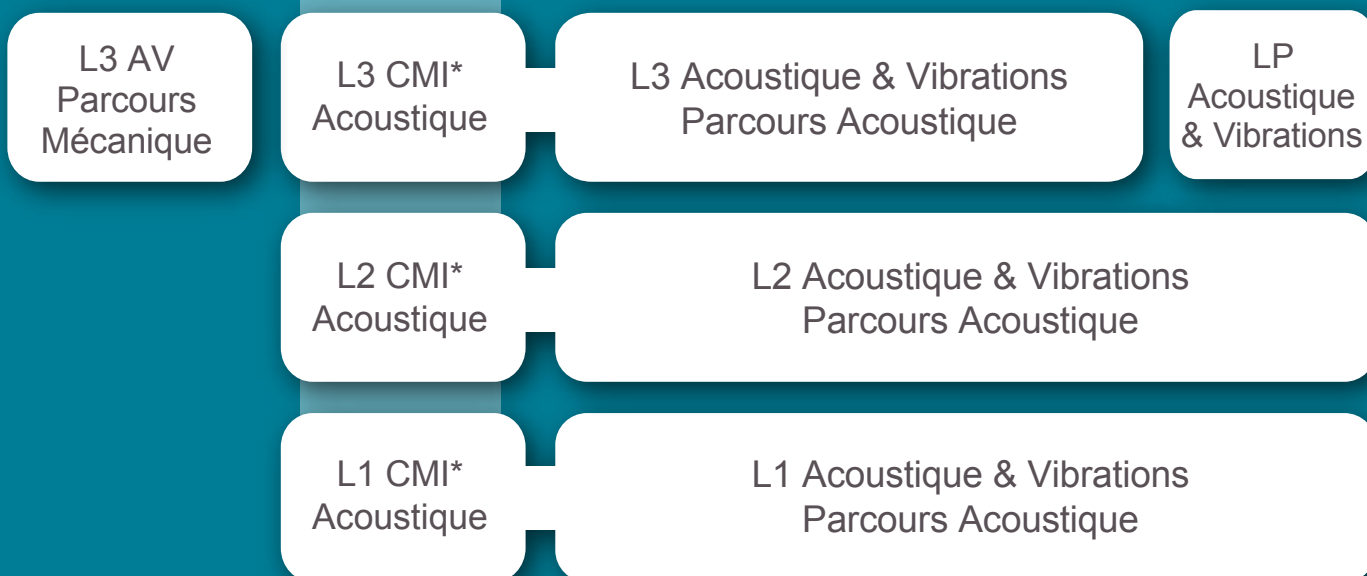 L3 AV
Parcours
Mécanique
L3 CMI*
Acoustique
L3 Acoustique & Vibrations
Parcours Acoustique
LP
Acoustique
& Vibrations
L2 CMI*
Acoustique
L2 Acoustique & Vibrations
Parcours Acoustique
L1 CMI*
Acoustique
L1 Acoustique & Vibrations
Parcours Acoustique